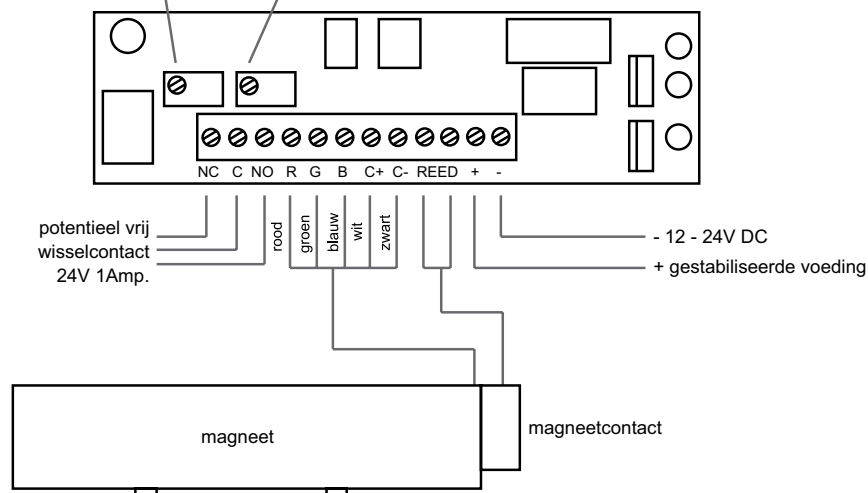 NC C NO R G B C+ C- REED + -
potentieel vrij
wisselcontact
24V 1Amp.
rood
groen
blauw
wit
zwart
- 12 - 24V DC
+ gestabiliseerde voeding
magneet
magneetcontact